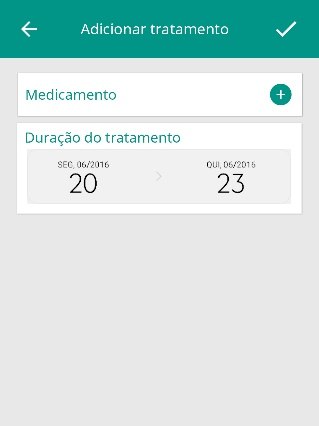 Adicionar tratamento
Medicamento
Duração do tratamento
SEG, 06/2016 QUI, 06/2016
20 > 23